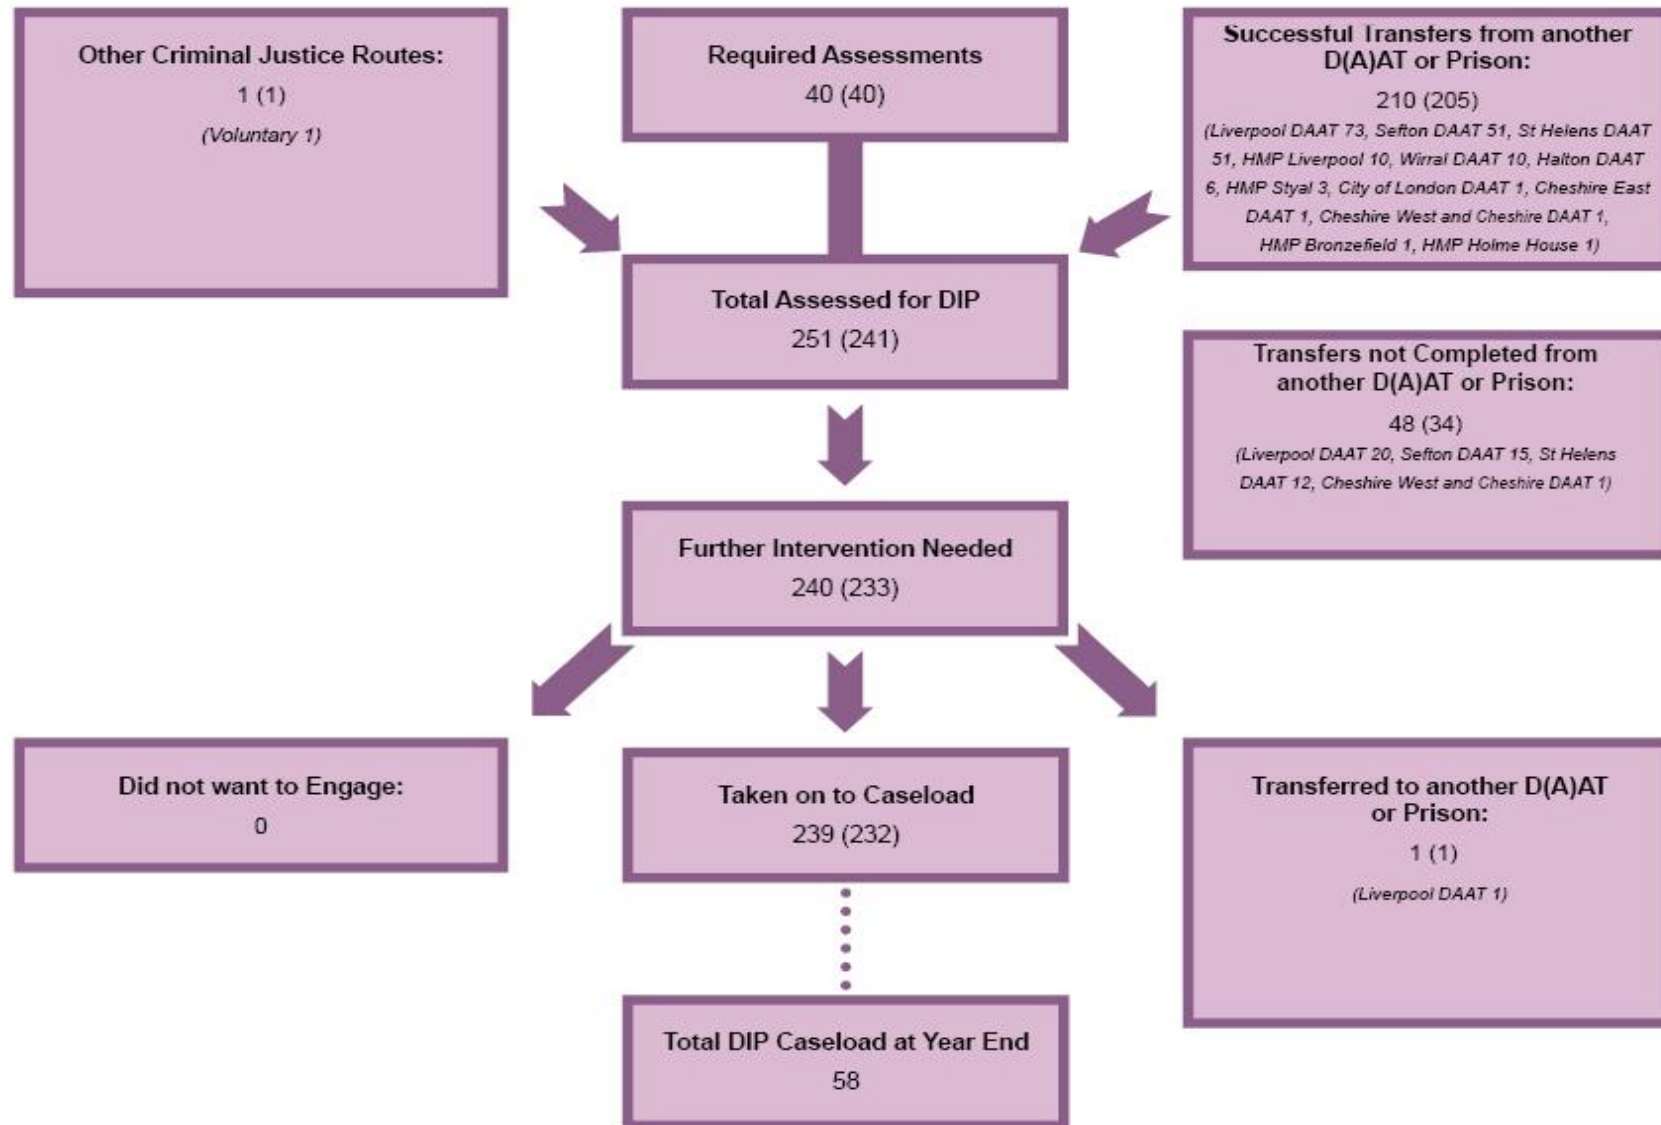 Other Criminal Justice Routes:
1 (1)
(Voluntary 1)
Required Assessments
40 (40)
Successful Transfers from another
D(A)AT or Prison:
210 (205)
(Liverpool DAAT 73, Sefton DAAT 51, St Helens DAAT
51, HMP Liverpool 10, Wirral DAAT 10, Halton DAAT
6, HMP Styal 3, City of London DAAT 1, Cheshire East
DAAT 1, Cheshire West and Cheshire DAAT 1,
HMP Bronzefield 1, HMP Holme House 1)
Total Assessed for DIP
251 (241)
Transfers not Completed from
another D(A)AT or Prison:
48 (34)
(Liverpool DAAT 20, Sefton DAAT 15, St Helens
DAAT 12, Cheshire West and Cheshire DAAT 1)
Further Intervention Needed
240 (233)
Did not want to Engage:
0
Taken on to Caseload
239 (232)
Transferred to another D(A)AT
or Prison:
1 (1)
(Liverpool DAAT 1)
Total DIP Caseload at Year End
58